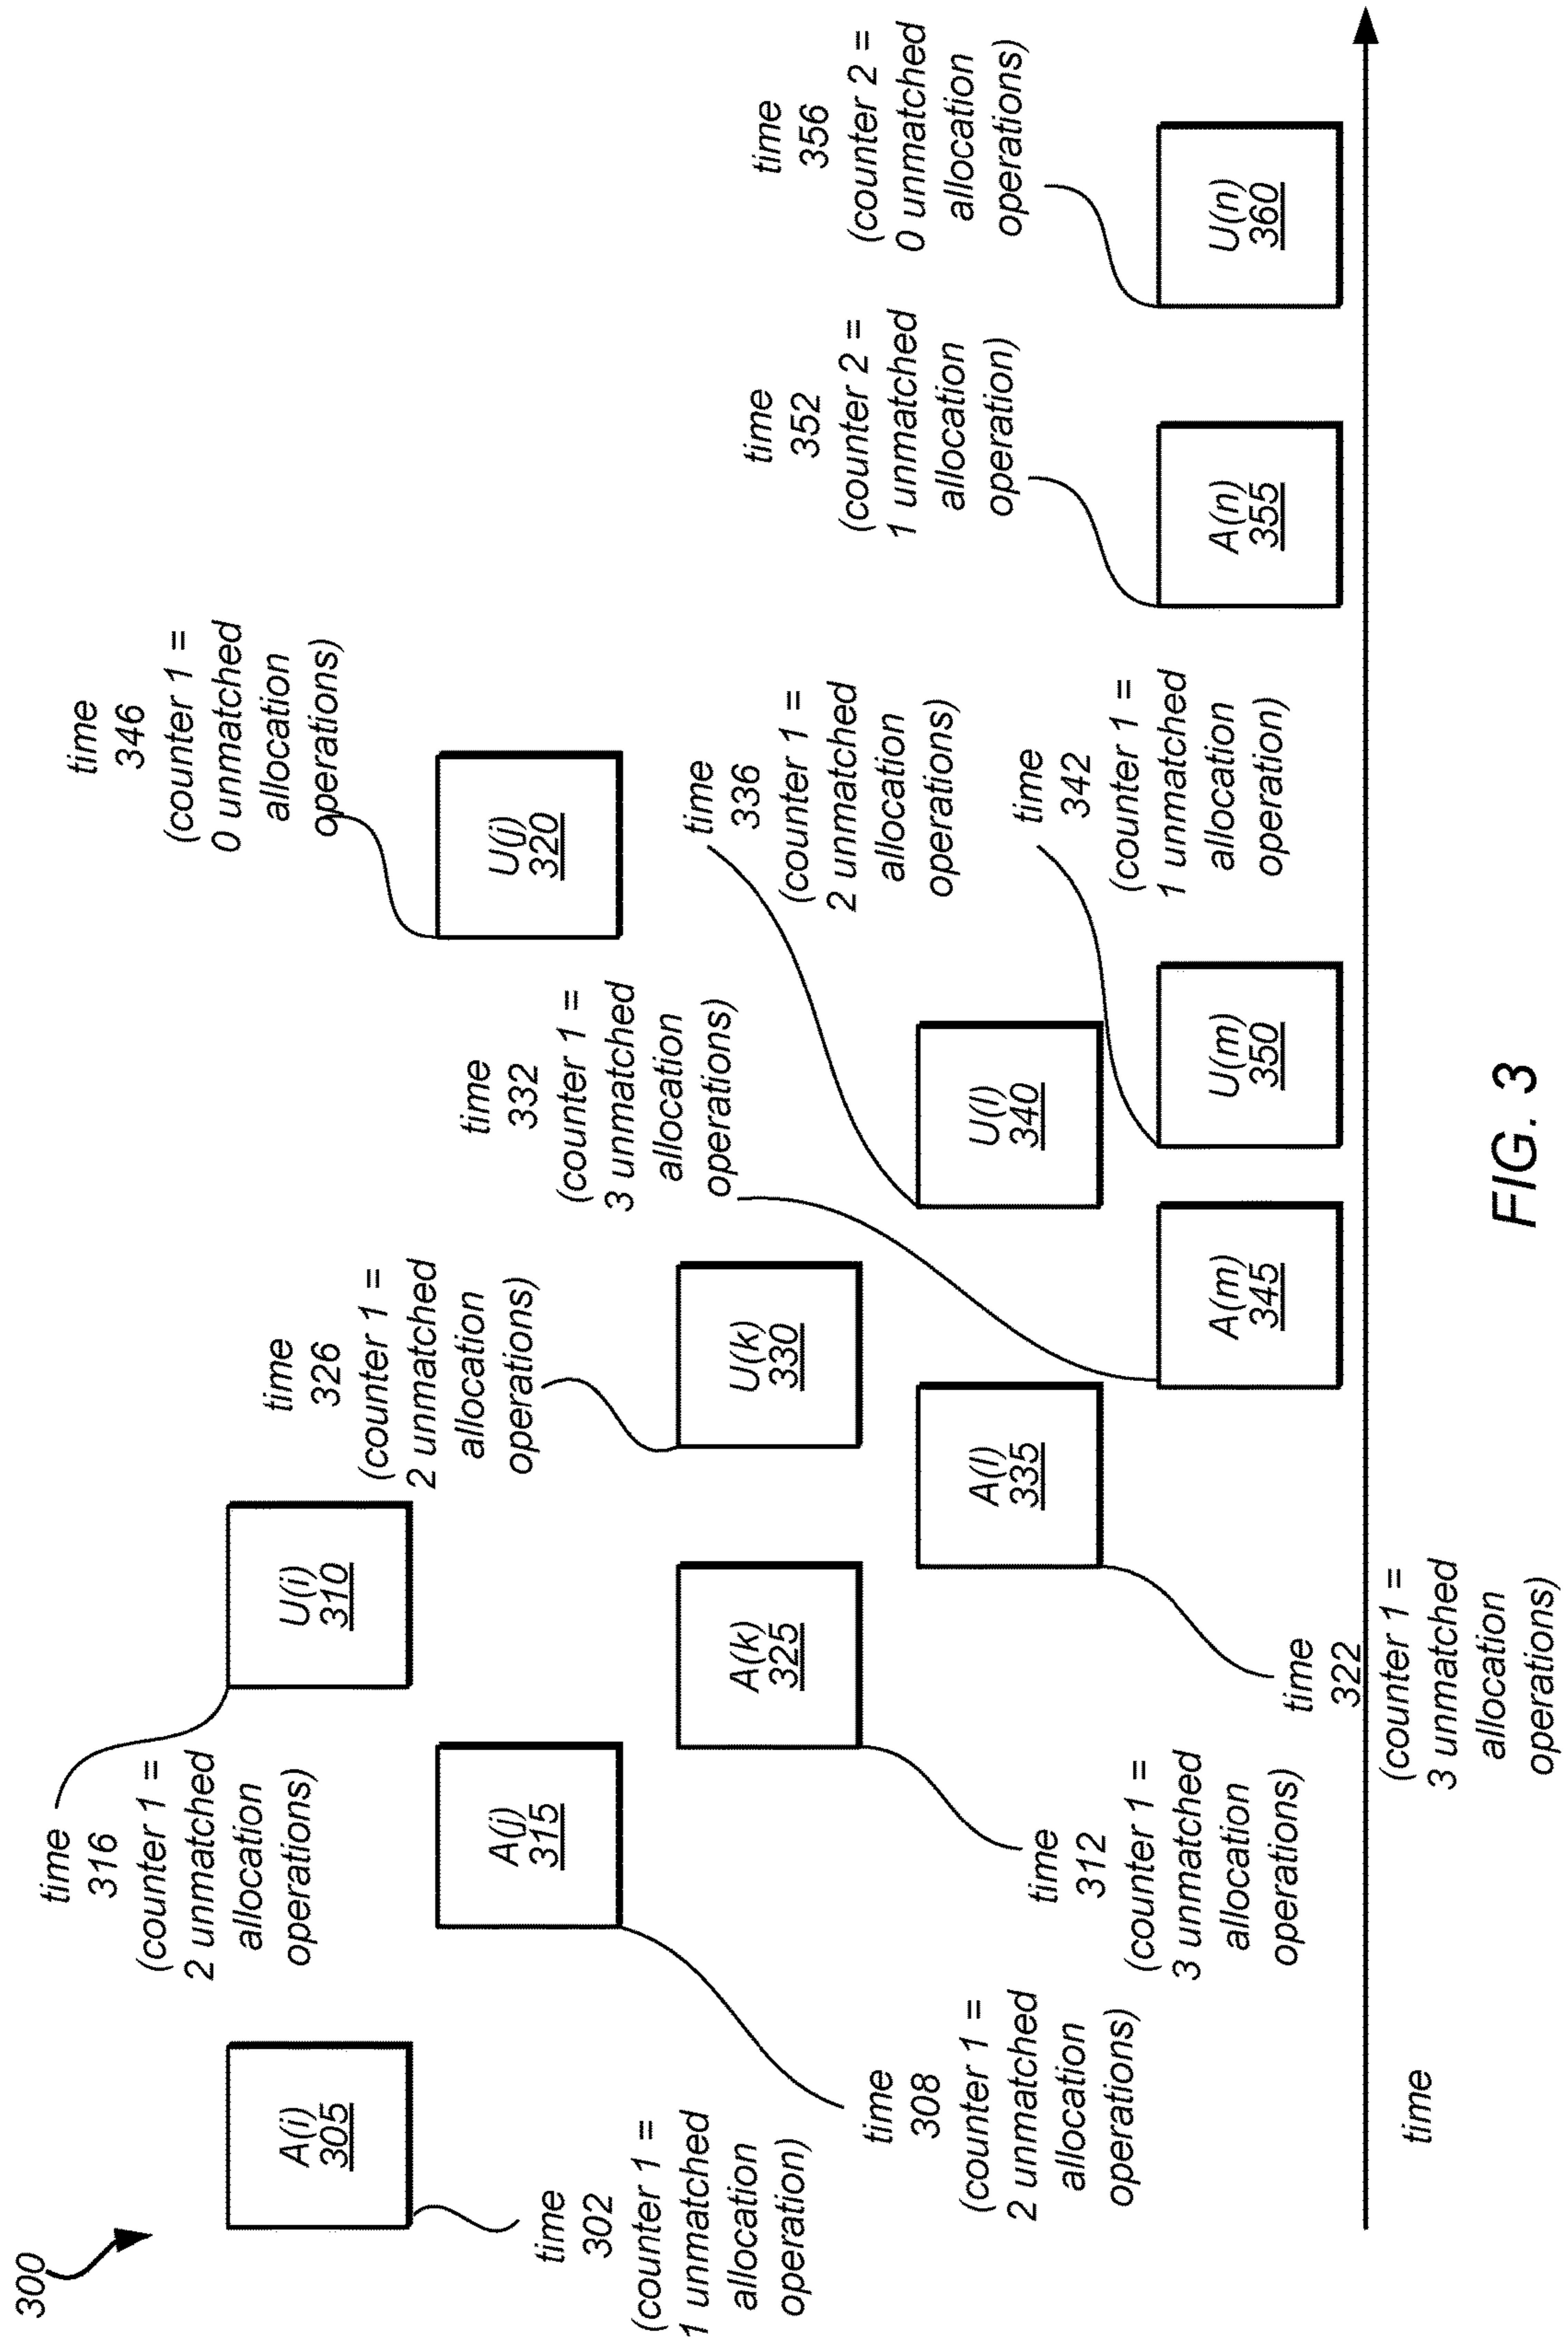 300
time
316
(counter 1 =
2 unmatched
allocation
operations)
time
326
(counter 1 =
2 unmatched
allocation
operations)
time
346
(counter 1 =
0 unmatched
allocation
operations)
A(i)
305
U(i)
310
time
332
(counter 1 =
3 unmatched
allocation
operations)
A(j)
315
U(j)
320
time
302
(counter 1 =
1 unmatched
allocation
operation)
A(k)
325
U(k)
330
time
336
(counter 1 =
2 unmatched
allocation
operations)
time
352
(counter 2 =
1 unmatched
allocation
operation)
time
356
(counter 2 =
0 unmatched
allocation
operations)
time
308
(counter 1 =
2 unmatched
allocation
operations)
A(l)
335
U(l)
340
time
312
(counter 1 =
3 unmatched
allocation
operations)
time
342
(counter 1 =
1 unmatched
allocation
operation)
A(m)
345
U(m)
350
A(n)
355
U(n)
360
time
322
(counter 1 =
3 unmatched
allocation
operations)
time
FIG. 3